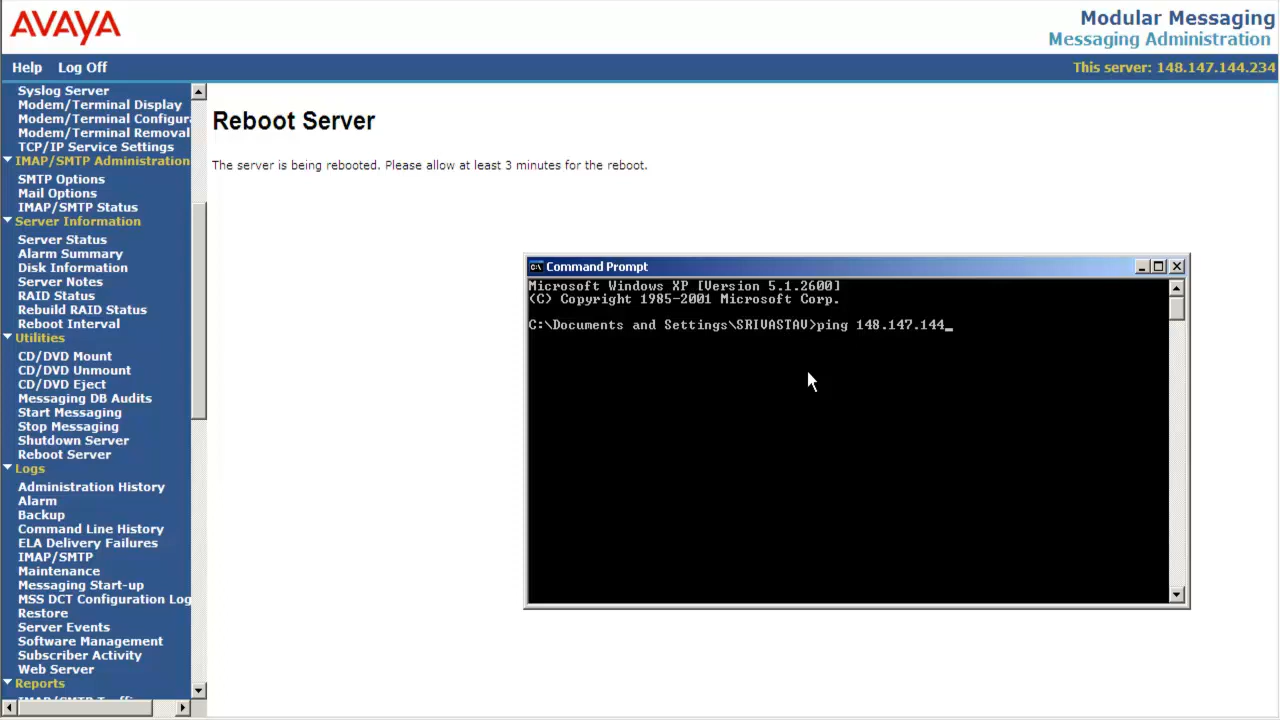 AVAYA
Modular Messaging
Messaging Administration
Help Log Off
This server: 148.147.144.234
Syslog Server
Modem/Terminal Display
Modem/Terminal Configur
Modem/Terminal Removal
TCP/IP Service Settings
IMAP/SMTP Administration
SMTP Options
Mail Options
IMAP/SMTP Status
Server Information
Server Status
Alarm Summary
Disk Information
Server Notes
RAID Status
Rebuild RAID Status
Reboot Interval
Utilities
CD/DVD Mount
CD/DVD Unmount
CD/DVD Eject
Messaging DB Audits
Start Messaging
Stop Messaging
Shutdown Server
Reboot Server
Logs
Administration History
Alarm
Backup
Command Line History
ELA Delivery Failures
IMAP/SMTP
Maintenance
Messaging Start-up
MSS DCT Configuration Log
Restore
Server Events
Software Management
Subscriber Activity
Web Server
Reports
Reboot Server
The server is being rebooted. Please allow at least 3 minutes for the reboot.
Command Prompt
Microsoft Windows XP [Version 5.1.2600]
(C) Copyright 1985-2001 Microsoft Corp.
C:\Documents and Settings\SRIVASTAV>ping 148.147.144_